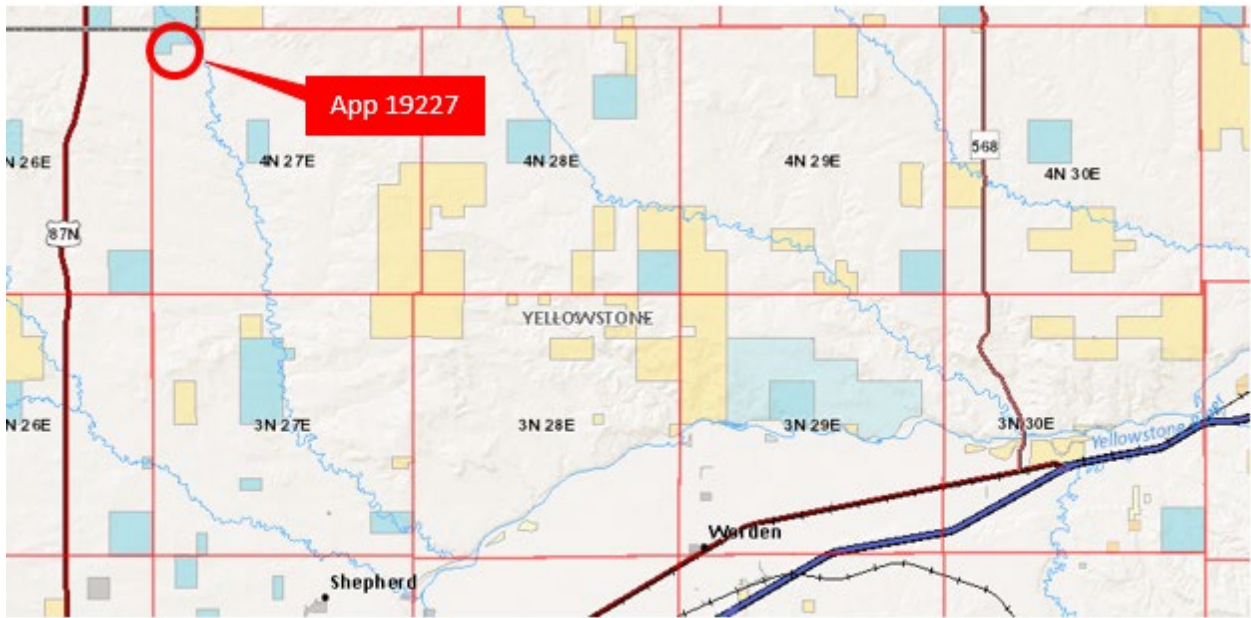 App 19227
N 26E
4N 27E
4N 28E
4N 29E
568
4N 30E
87N
YELLOWSTONE
N 26E
3N 27E
3N 28E
3N 29E
3N 30E
Yellowstone River
Worden
Shepherd